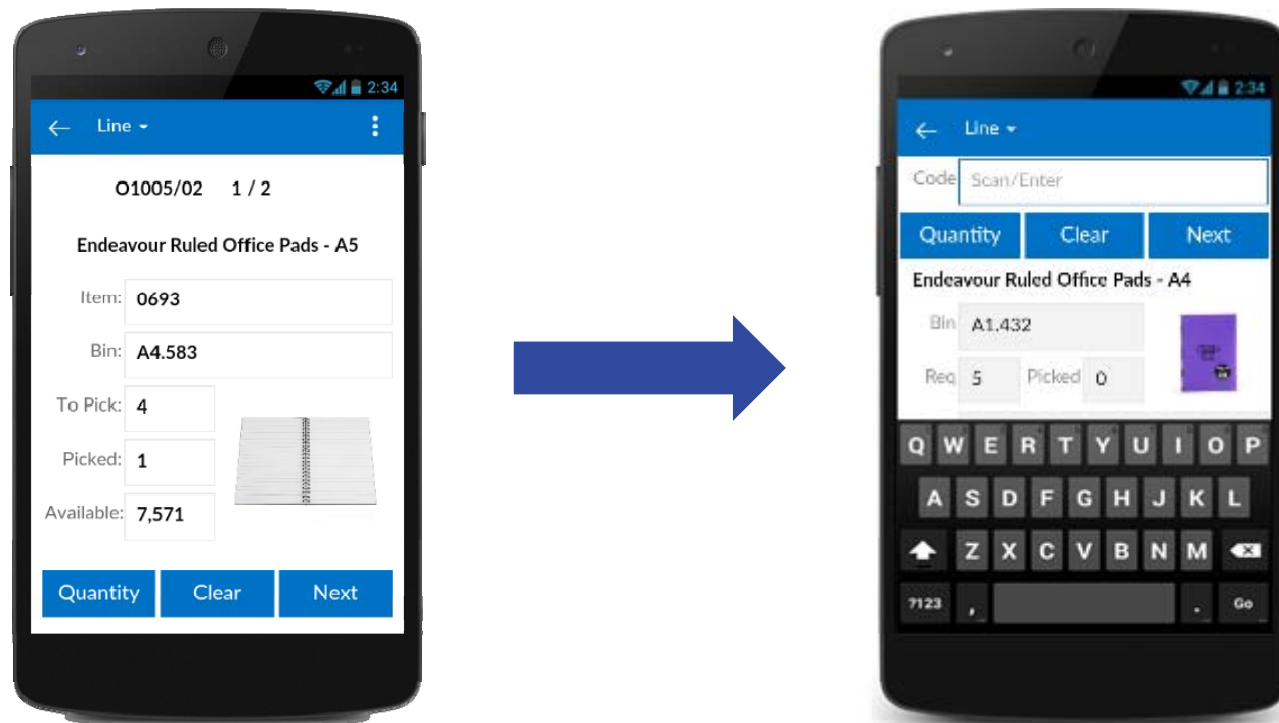 2:34
Line
O1005/02 1 / 2
Endeavour Ruled Office Pads - A5
Item: 0693
Bin: A4.583
To Pick: 4
Picked: 1
Available: 7,571
Quantity Clear Next
2:34
Line
Code Scan/Enter
Quantity Clear Next
Endeavour Ruled Office Pads - A4
Bin A1.432
Req 5 Picked 0
Q W E R T Y U I O P
A S D F G H J K L
Z X C V B N M
?123 , . Go